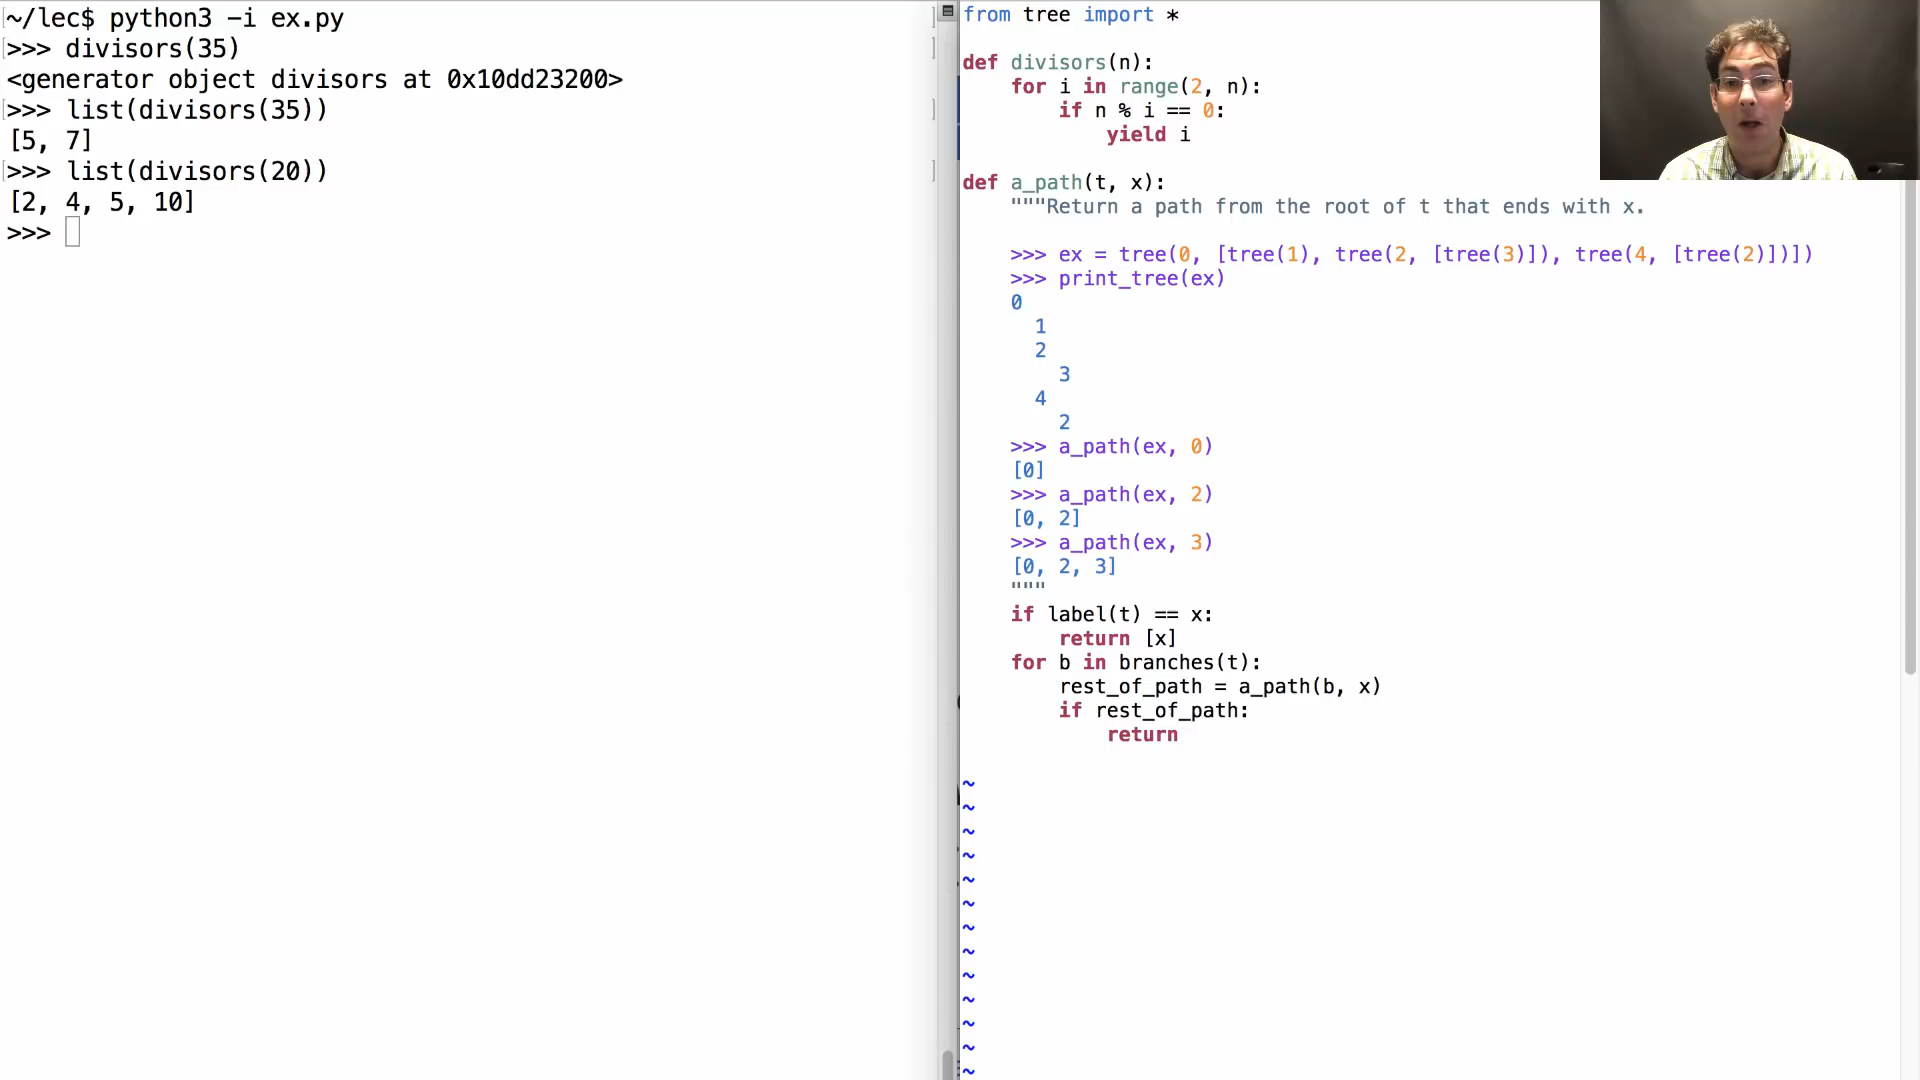 ~/lec$ python3 -i ex.py
>>> divisors(35)
<generator object divisors at 0x10dd23200>
>>> list(divisors(35))
[5, 7]
>>> list(divisors(20))
[2, 4, 5, 10]
>>>
from tree import *
def divisors(n):
    for i in range(2, n):
        if n % i == 0:
            yield i
def a_path(t, x):
    """Return a path from the root of t that ends with x.
    >>> ex = tree(0, [tree(1), tree(2, [tree(3)]), tree(4, [tree(2)])])
    >>> print_tree(ex)
    0
      1
      2
        3
      4
        2
    >>> a_path(ex, 0)
    [0]
    >>> a_path(ex, 2)
    [0, 2]
    >>> a_path(ex, 3)
    [0, 2, 3]
    """
    if label(t) == x:
        return [x]
    for b in branches(t):
        rest_of_path = a_path(b, x)
        if rest_of_path:
            return
~
~
~
~
~
~
~
~
~
~
~
~
~